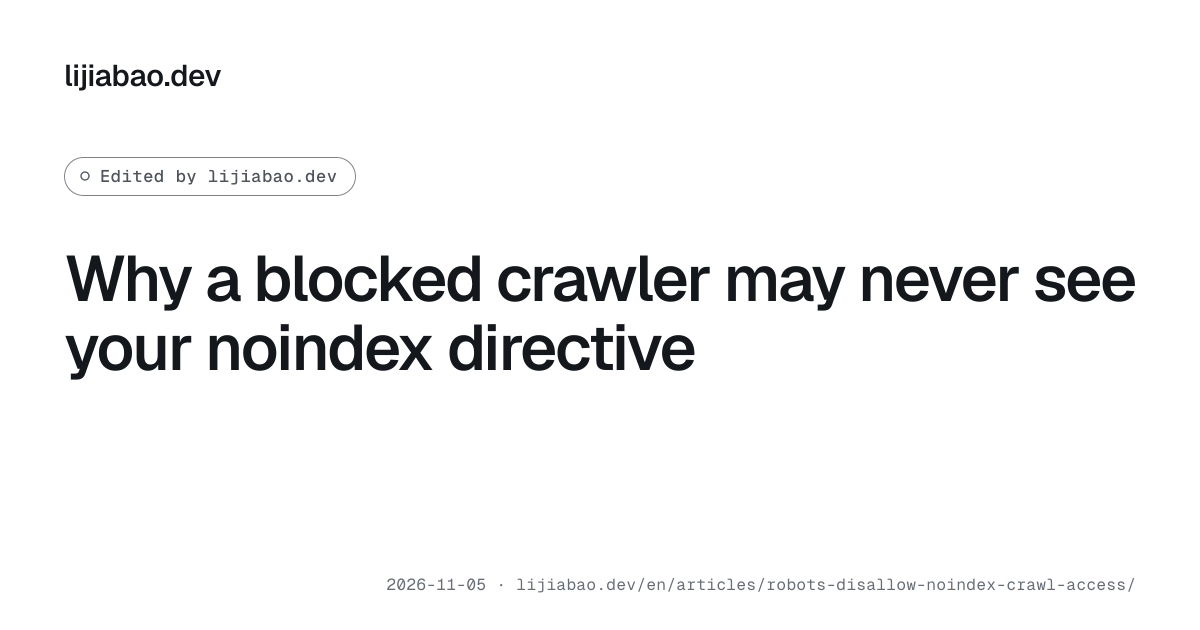 lijiabao.dev
Edited by lijiabao.dev
Why a blocked crawler may never see
your noindex directive
2026-11-05 · lijiabao.dev/en/articles/robots-disallow-noindex-crawl-access/